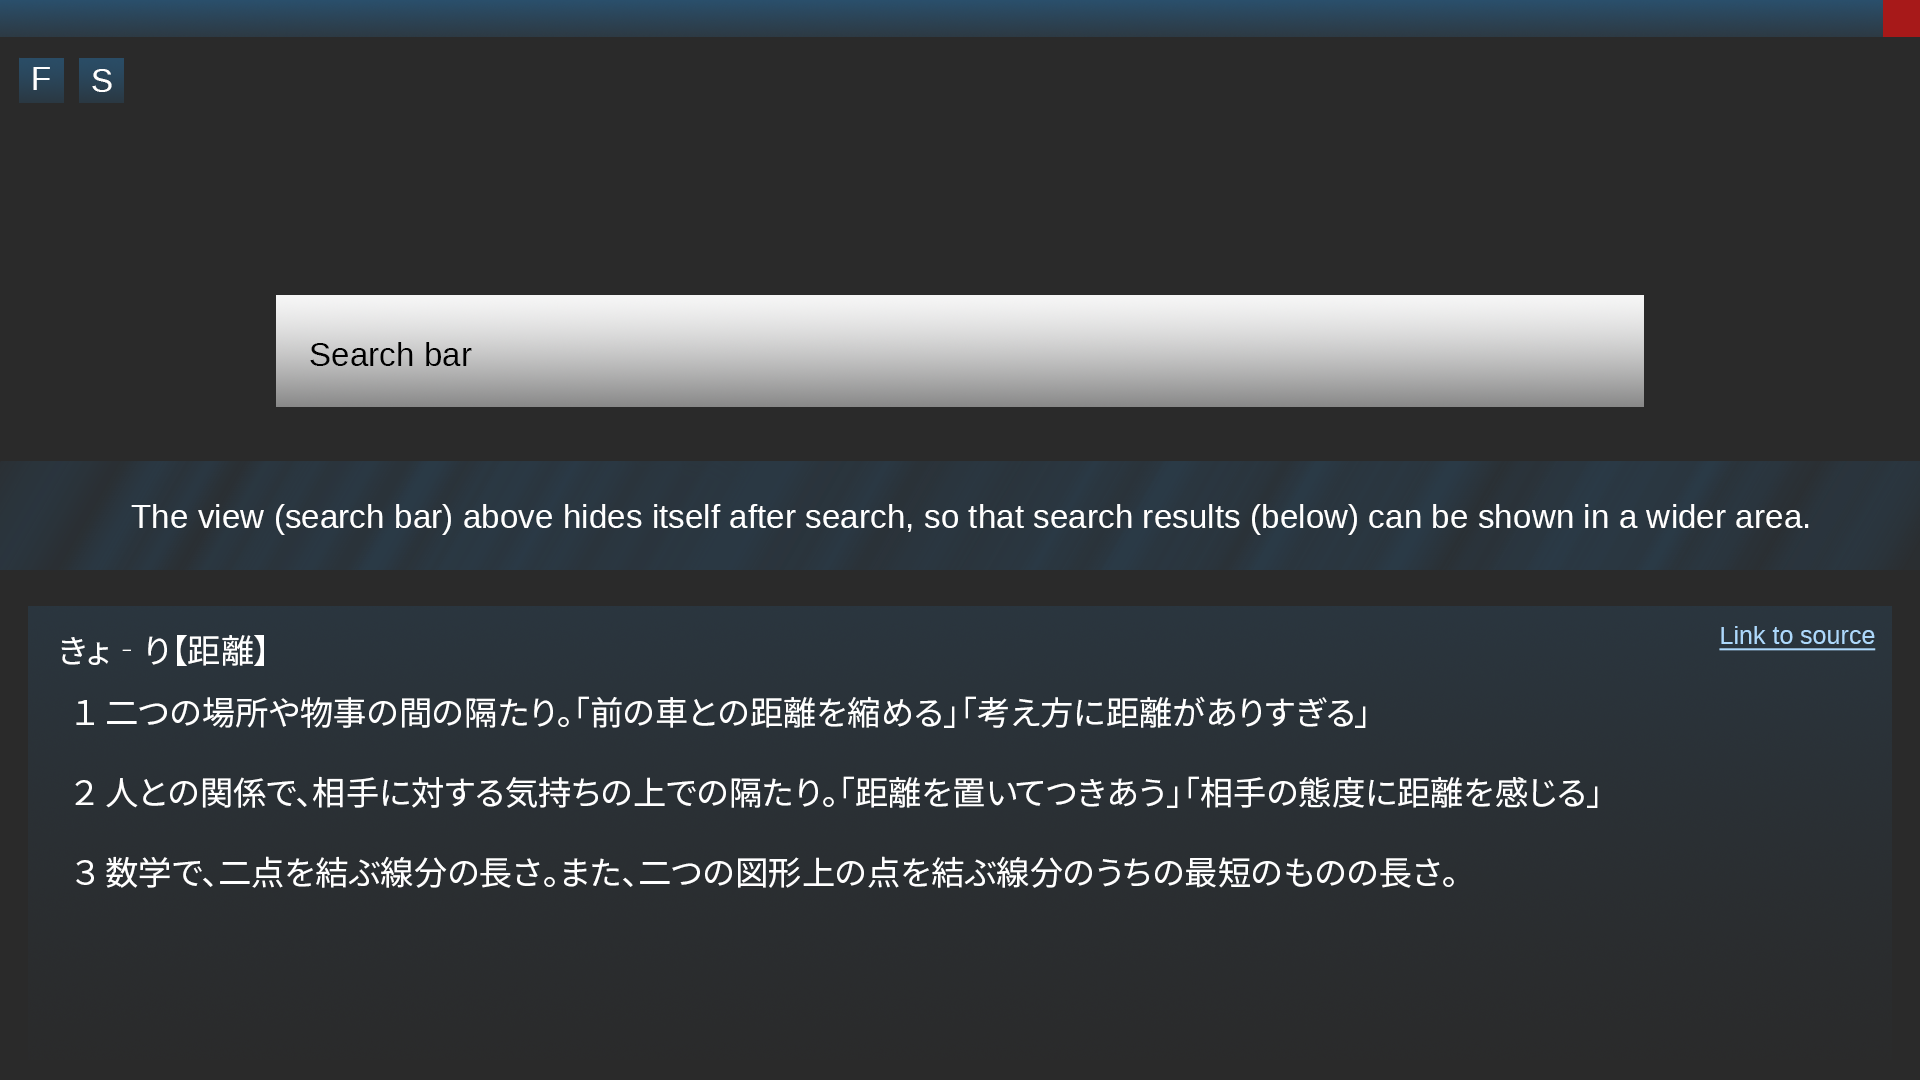 F S
Search bar
The view (search bar) above hides itself after search, so that search results (below) can be shown in a wider area.
きょ‐り【距離】
Link to source
１ 二つの場所や物事の間の隔たり。「前の車との距離を縮める」「考え方に距離がありすぎる」
２ 人との関係で、相手に対する気持ちの上での隔たり。「距離を置いてつきあう」「相手の態度に距離を感じる」
３ 数学で、二点を結ぶ線分の長さ。また、二つの図形上の点を結ぶ線分のうちの最短のものの長さ。